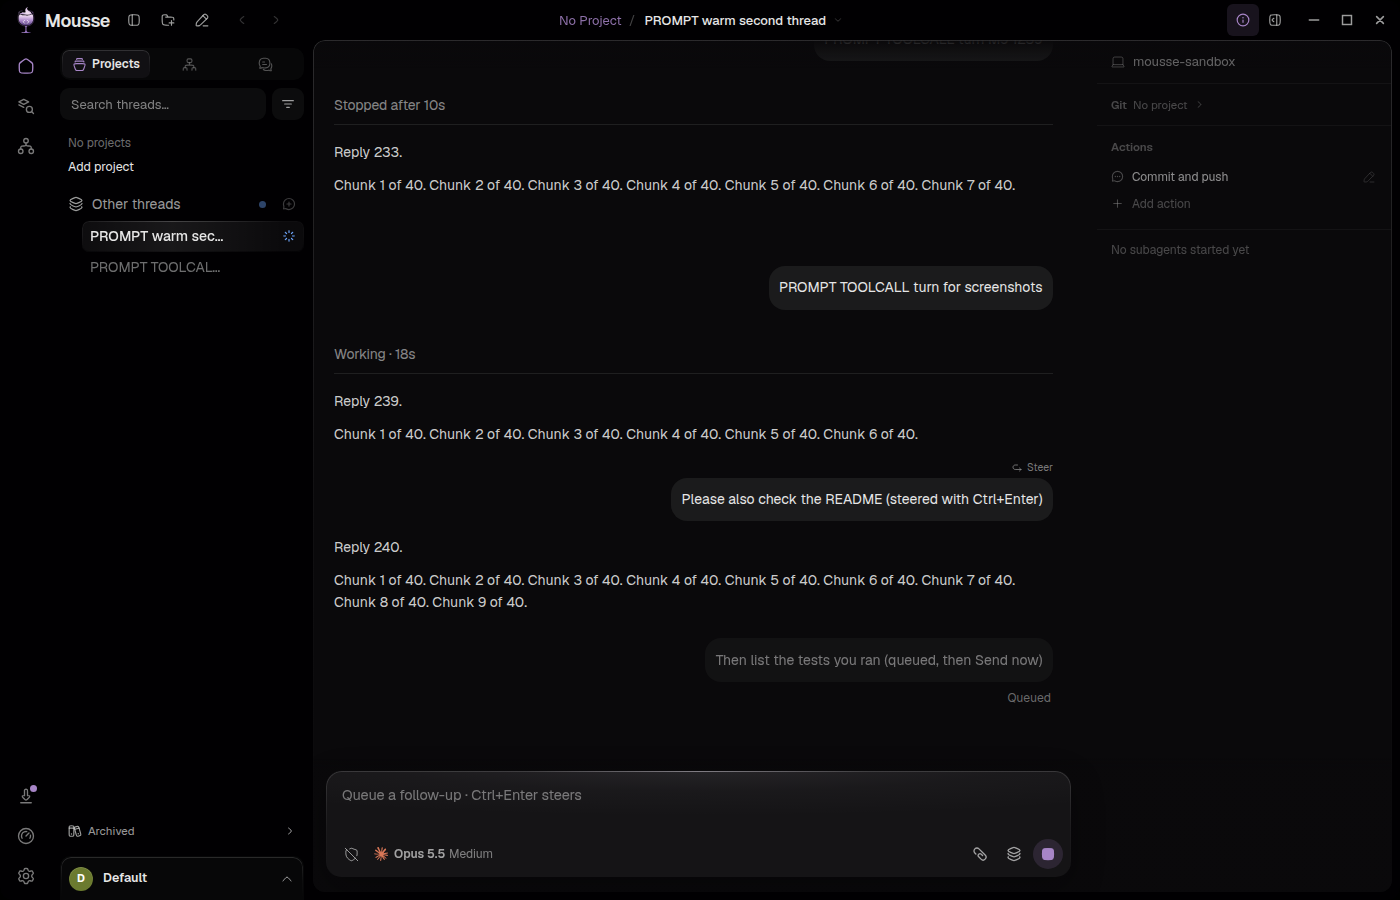 Mousse
No Project / PROMPT warm second thread
Projects
Search threads...
No projects
Add project
Other threads
PROMPT warm sec...
PROMPT TOOLCAL...
Archived
D Default
Stopped after 10s
Reply 233.
Chunk 1 of 40. Chunk 2 of 40. Chunk 3 of 40. Chunk 4 of 40. Chunk 5 of 40. Chunk 6 of 40. Chunk 7 of 40.
PROMPT TOOLCALL turn for screenshots
Working · 18s
Reply 239.
Chunk 1 of 40. Chunk 2 of 40. Chunk 3 of 40. Chunk 4 of 40. Chunk 5 of 40. Chunk 6 of 40.
Steer
Please also check the README (steered with Ctrl+Enter)
Reply 240.
Chunk 1 of 40. Chunk 2 of 40. Chunk 3 of 40. Chunk 4 of 40. Chunk 5 of 40. Chunk 6 of 40. Chunk 7 of 40.
Chunk 8 of 40. Chunk 9 of 40.
Then list the tests you ran (queued, then Send now)
Queued
Queue a follow-up · Ctrl+Enter steers
Opus 5.5 Medium
mousse-sandbox
Git No project
Actions
Commit and push
Add action
No subagents started yet